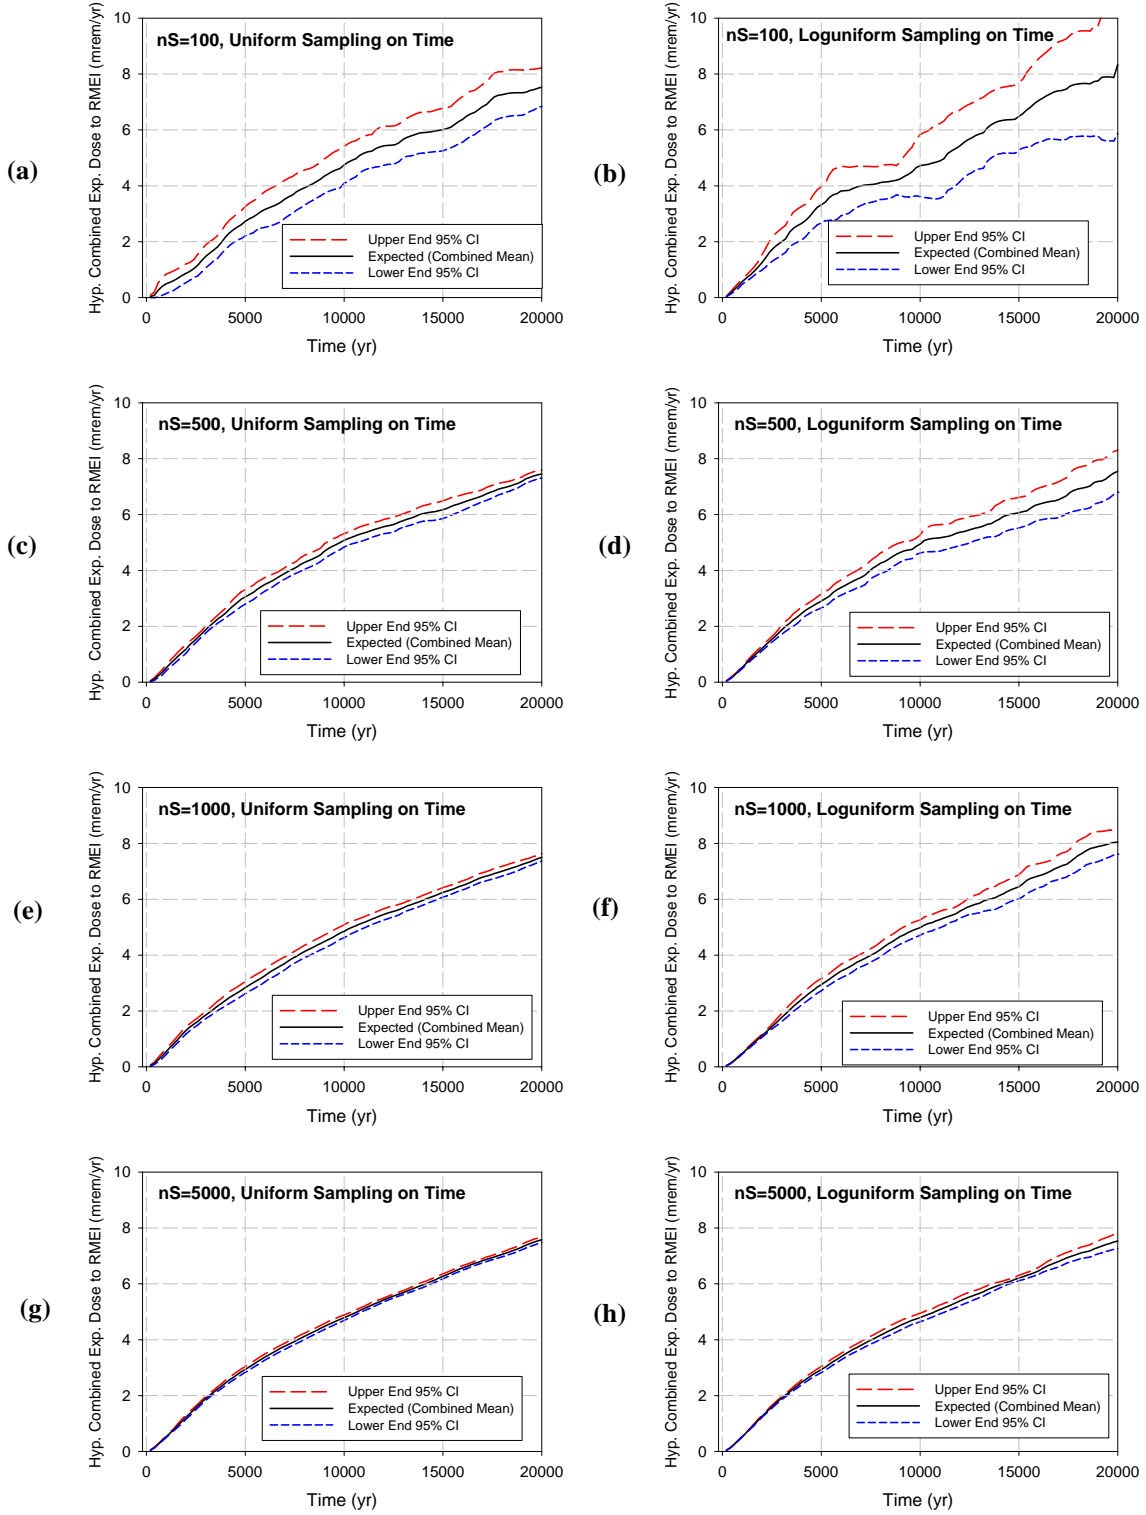 (a)
nS=100, Uniform Sampling on Time
Hyp. Combined Exp. Dose to RMEI (mrem/yr)
10
8
6
4
2
0
Upper End 95% CI
Expected (Combined Mean)
Lower End 95% CI
0 5000 10000 15000 20000
Time (yr)
(b)
nS=100, Loguniform Sampling on Time
Hyp. Combined Exp. Dose to RMEI (mrem/yr)
10
8
6
4
2
0
Upper End 95% CI
Expected (Combined Mean)
Lower End 95% CI
0 5000 10000 15000 20000
Time (yr)
(c)
nS=500, Uniform Sampling on Time
Hyp. Combined Exp. Dose to RMEI (mrem/yr)
10
8
6
4
2
0
Upper End 95% CI
Expected (Combined Mean)
Lower End 95% CI
0 5000 10000 15000 20000
Time (yr)
(d)
nS=500, Loguniform Sampling on Time
Hyp. Combined Exp. Dose to RMEI (mrem/yr)
10
8
6
4
2
0
Upper End 95% CI
Expected (Combined Mean)
Lower End 95% CI
0 5000 10000 15000 20000
Time (yr)
(e)
nS=1000, Uniform Sampling on Time
Hyp. Combined Exp. Dose to RMEI (mrem/yr)
10
8
6
4
2
0
Upper End 95% CI
Expected (Combined Mean)
Lower End 95% CI
0 5000 10000 15000 20000
Time (yr)
(f)
nS=1000, Loguniform Sampling on Time
Hyp. Combined Exp. Dose to RMEI (mrem/yr)
10
8
6
4
2
0
Upper End 95% CI
Expected (Combined Mean)
Lower End 95% CI
0 5000 10000 15000 20000
Time (yr)
(g)
nS=5000, Uniform Sampling on Time
Hyp. Combined Exp. Dose to RMEI (mrem/yr)
10
8
6
4
2
0
Upper End 95% CI
Expected (Combined Mean)
Lower End 95% CI
0 5000 10000 15000 20000
Time (yr)
(h)
nS=5000, Loguniform Sampling on Time
Hyp. Combined Exp. Dose to RMEI (mrem/yr)
10
8
6
4
2
0
Upper End 95% CI
Expected (Combined Mean)
Lower End 95% CI
0 5000 10000 15000 20000
Time (yr)